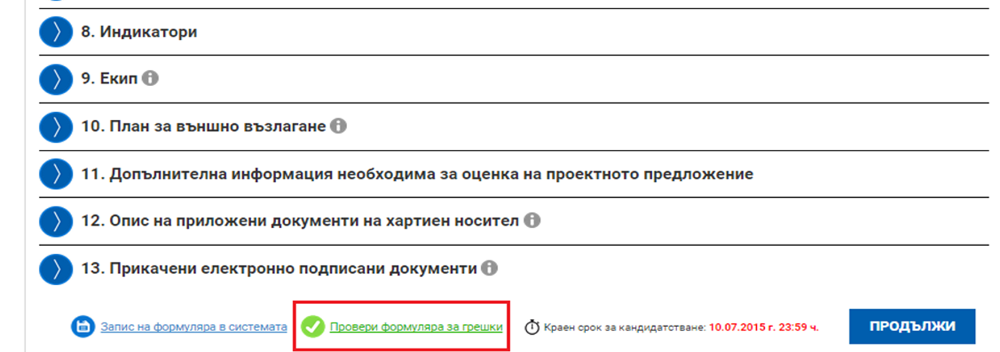 8. Индикатори
9. Екип
10. План за външно възлагане
11. Допълнителна информация необходима за оценка на проектното предложение
12. Опис на приложени документи на хартиен носител
13. Прикачени електронно подписани документи
Запис на формуляра в системата Провери формуляра за грешки Краен срок за кандидатстване: 10.07.2015 г. 23:59 ч. ПРОДЪЛЖИ